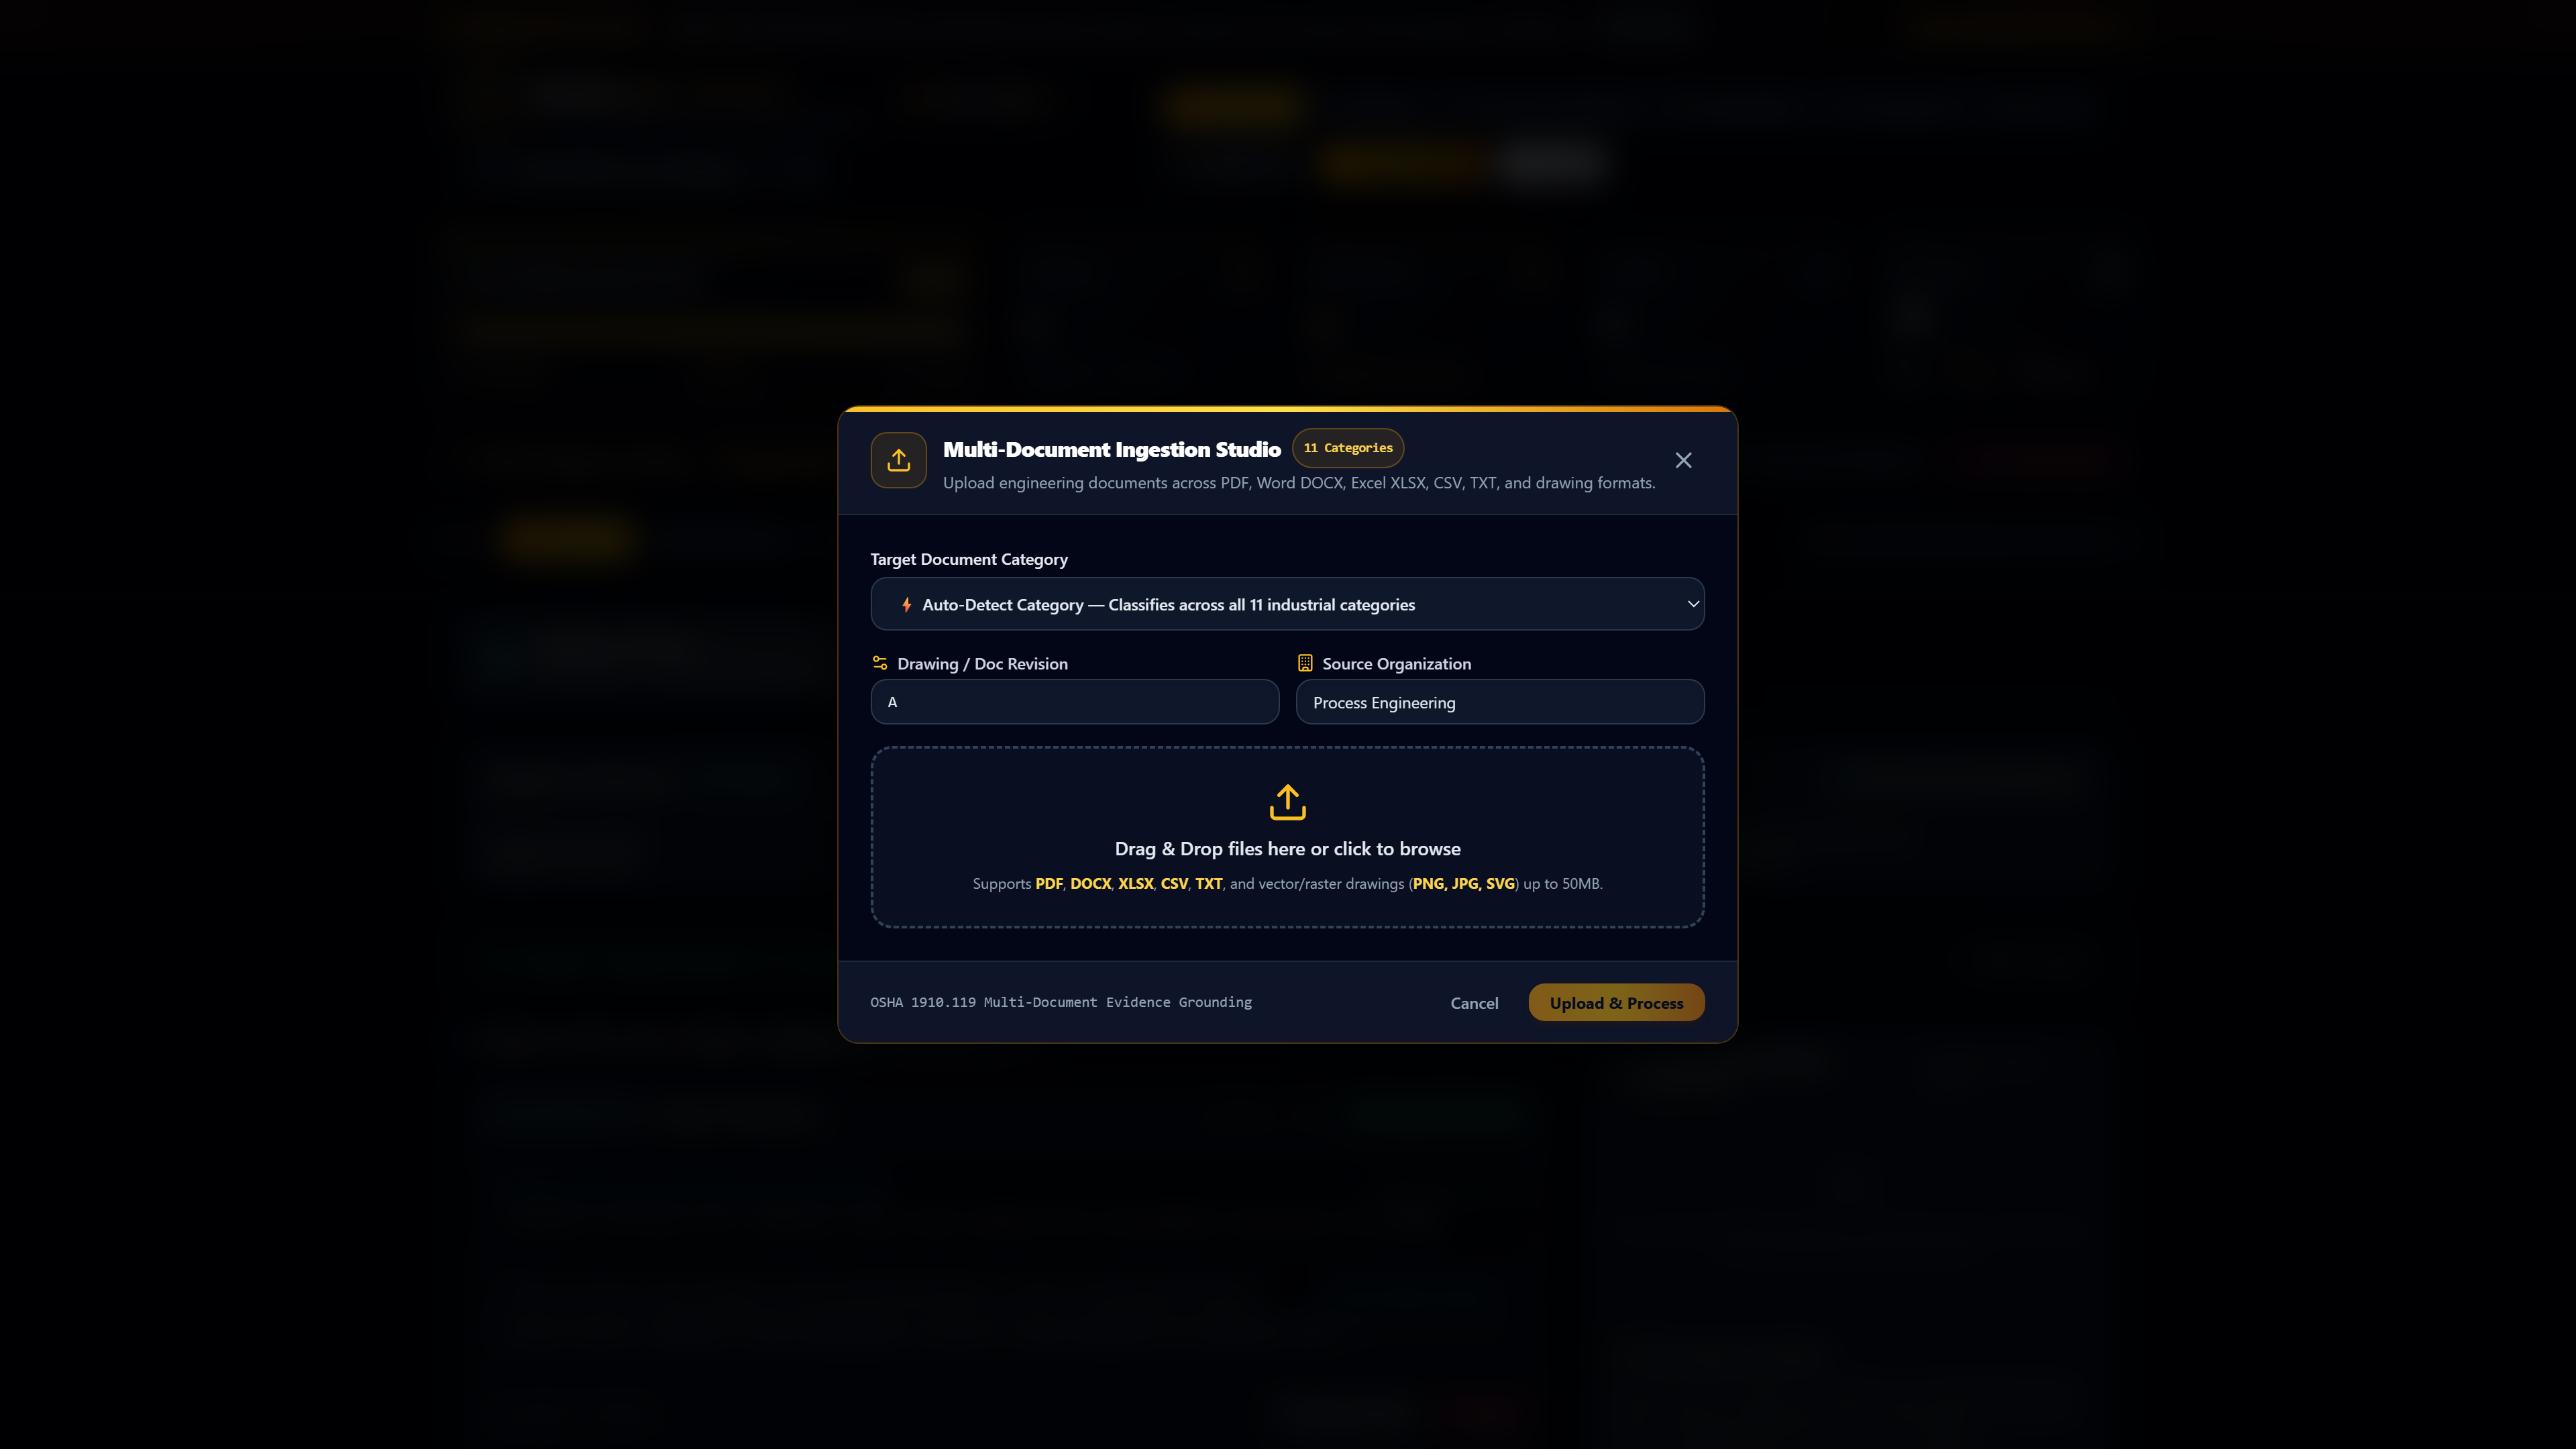 Multi-Document Ingestion Studio 11 Categories
Upload engineering documents across PDF, Word DOCX, Excel XLSX, CSV, TXT, and drawing formats.
Target Document Category
Auto-Detect Category — Classifies across all 11 industrial categories
Drawing / Doc Revision Source Organization
A Process Engineering
Drag & Drop files here or click to browse
Supports PDF, DOCX, XLSX, CSV, TXT, and vector/raster drawings (PNG, JPG, SVG) up to 50MB.
OSHA 1910.119 Multi-Document Evidence Grounding Cancel Upload & Process